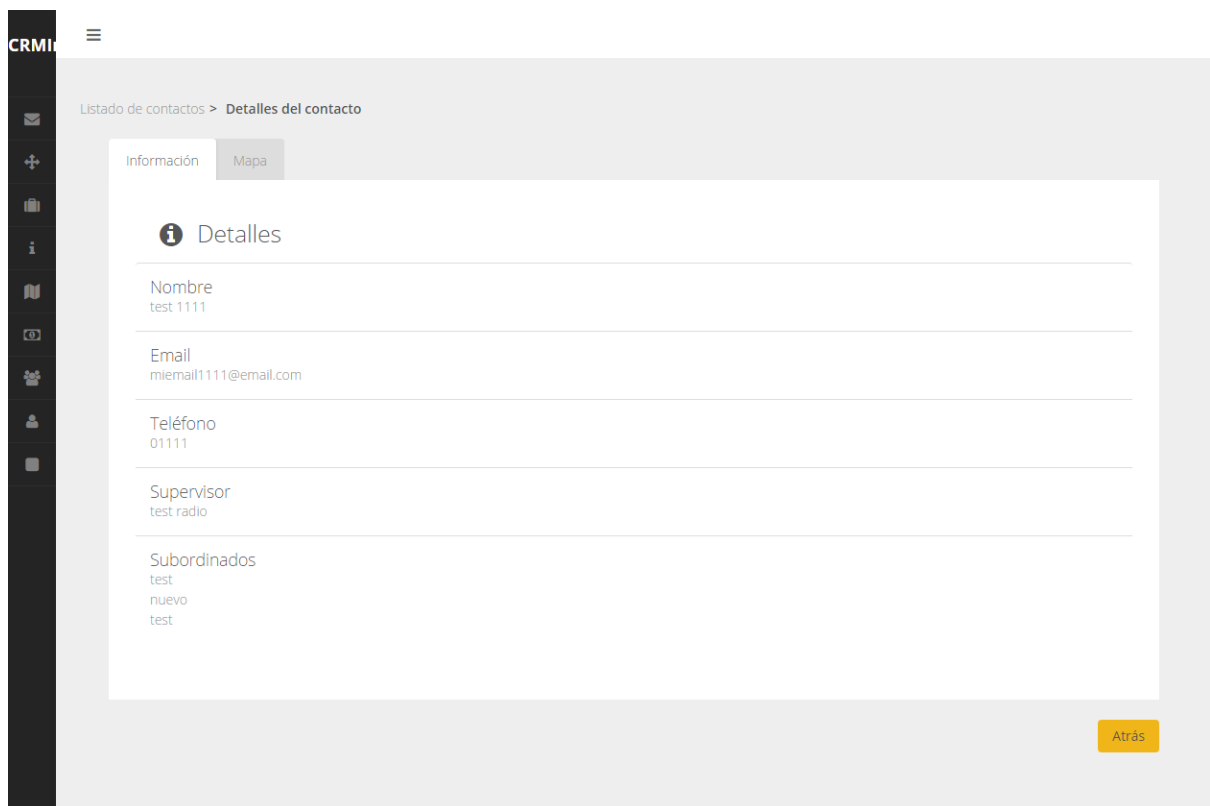 CRMI
Listado de contactos > Detalles del contacto
Información
Mapa
Detalles
Nombre
test 1111
Email
miemail1111@email.com
Teléfono
01111
Supervisor
test radio
Subordinados
test
nuevo
test
Atrás